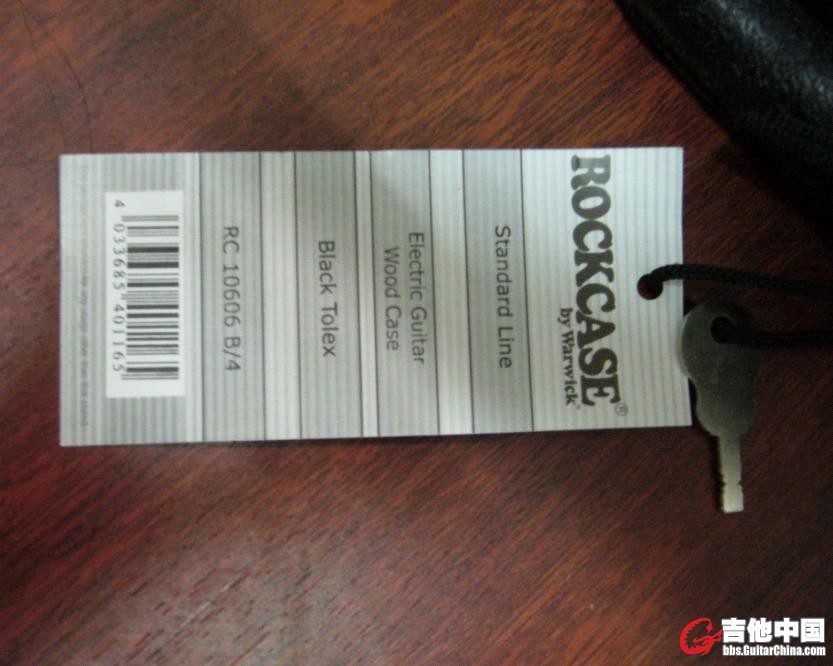 ROCKCASE®
by Warwick
Standard Line
Electric Guitar
Wood Case
Black Tolex
RC 10606 B/4
4 033685 401165
吉他中国
bbs.GuitarChina.com